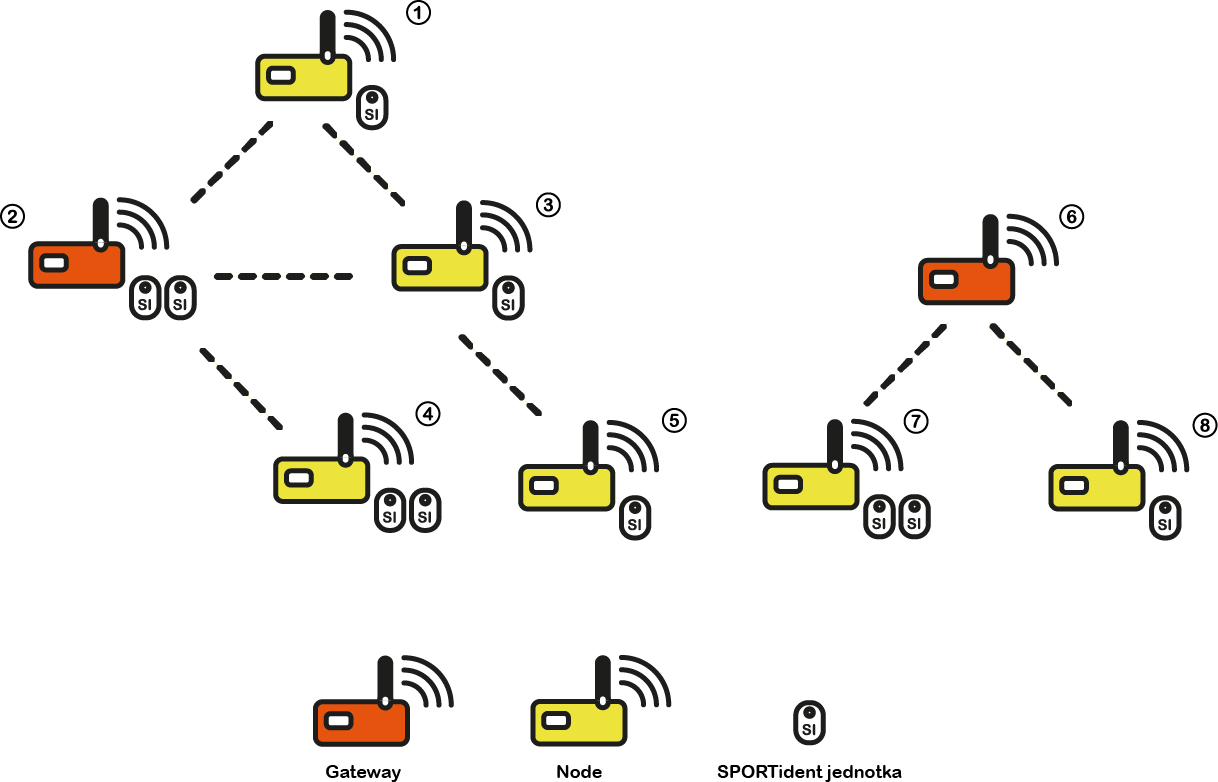 ①
SI
②
③
⑥
SI SI
SI
④
⑤
⑦
⑧
SI SI
SI
SI SI
SI
SI
Gateway Node SPORTident jednotka